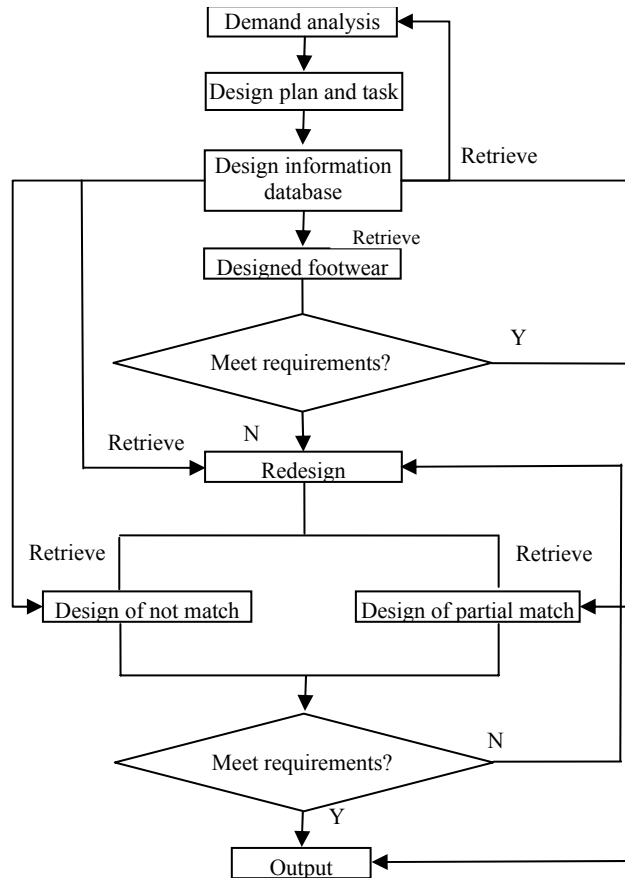 Demand analysis
Design plan and task
Retrieve
Design information
database
Retrieve
Designed footwear
Y
Meet requirements?
N
Retrieve
Redesign
Retrieve
Retrieve
Design of not match
Design of partial match
N
Meet requirements?
Y
Output